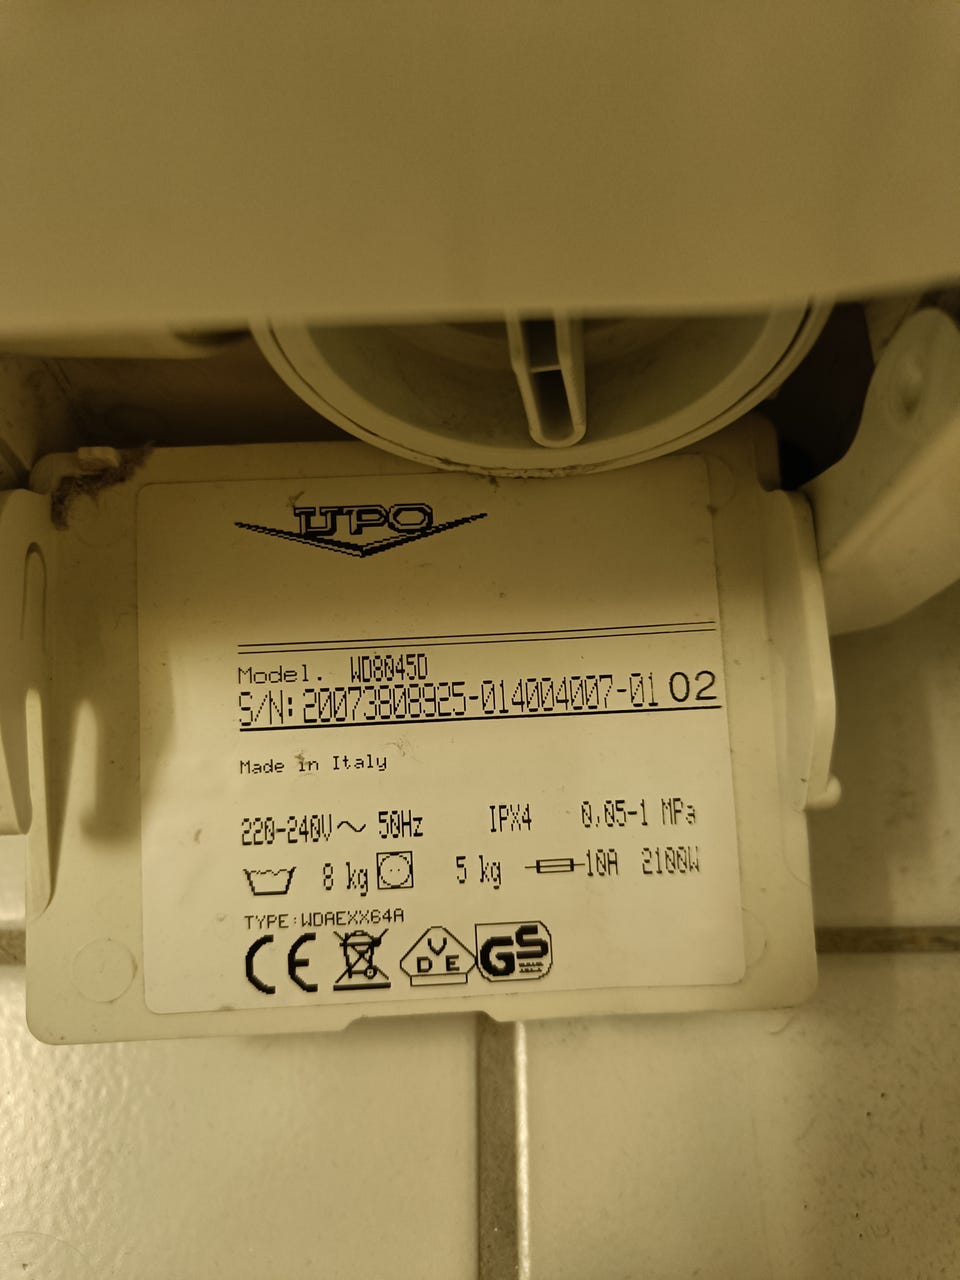 UPO
Model. WD8045D
S/N: 20073808925-014004007-01 02
Made in Italy
220-240V~ 50Hz IPX4 0,05-1 MPa
8 kg 5 kg 10A 2100W
TYPE:WDAEXX64A
CE VDE GS